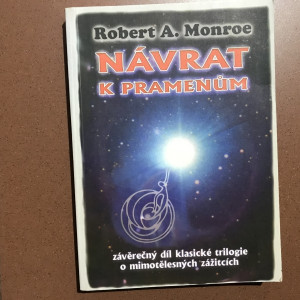 Robert A. Monroe
NÁVRAT
K PRAMENŮM
závěrečný díl klasické trilogie
o mimotělesných zážitcích